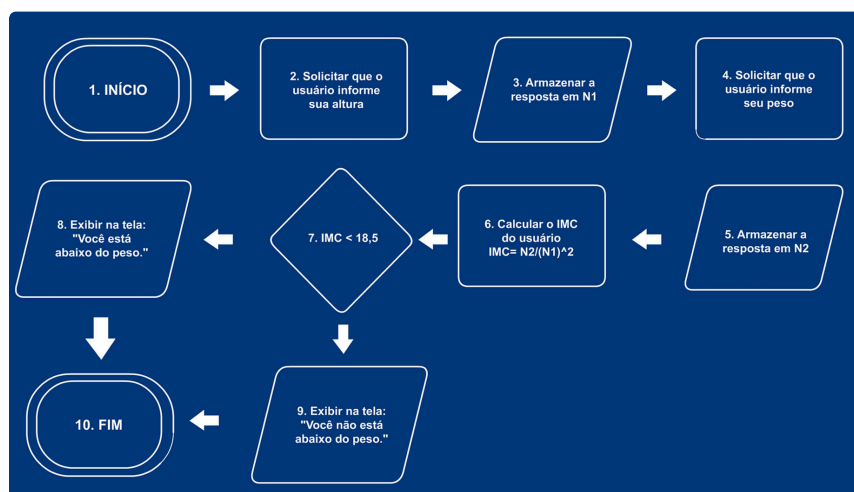 1. INÍCIO
2. Solicitar que o
usuário informe
sua altura
3. Armazenar a
resposta em N1
4. Solicitar que o
usuário informe
seu peso
5. Armazenar a
resposta em N2
6. Calcular o IMC
do usuário
IMC= N2/(N1)^2
7. IMC < 18,5
8. Exibir na tela:
"Você está
abaixo do peso."
9. Exibir na tela:
"Você não está
abaixo do peso."
10. FIM